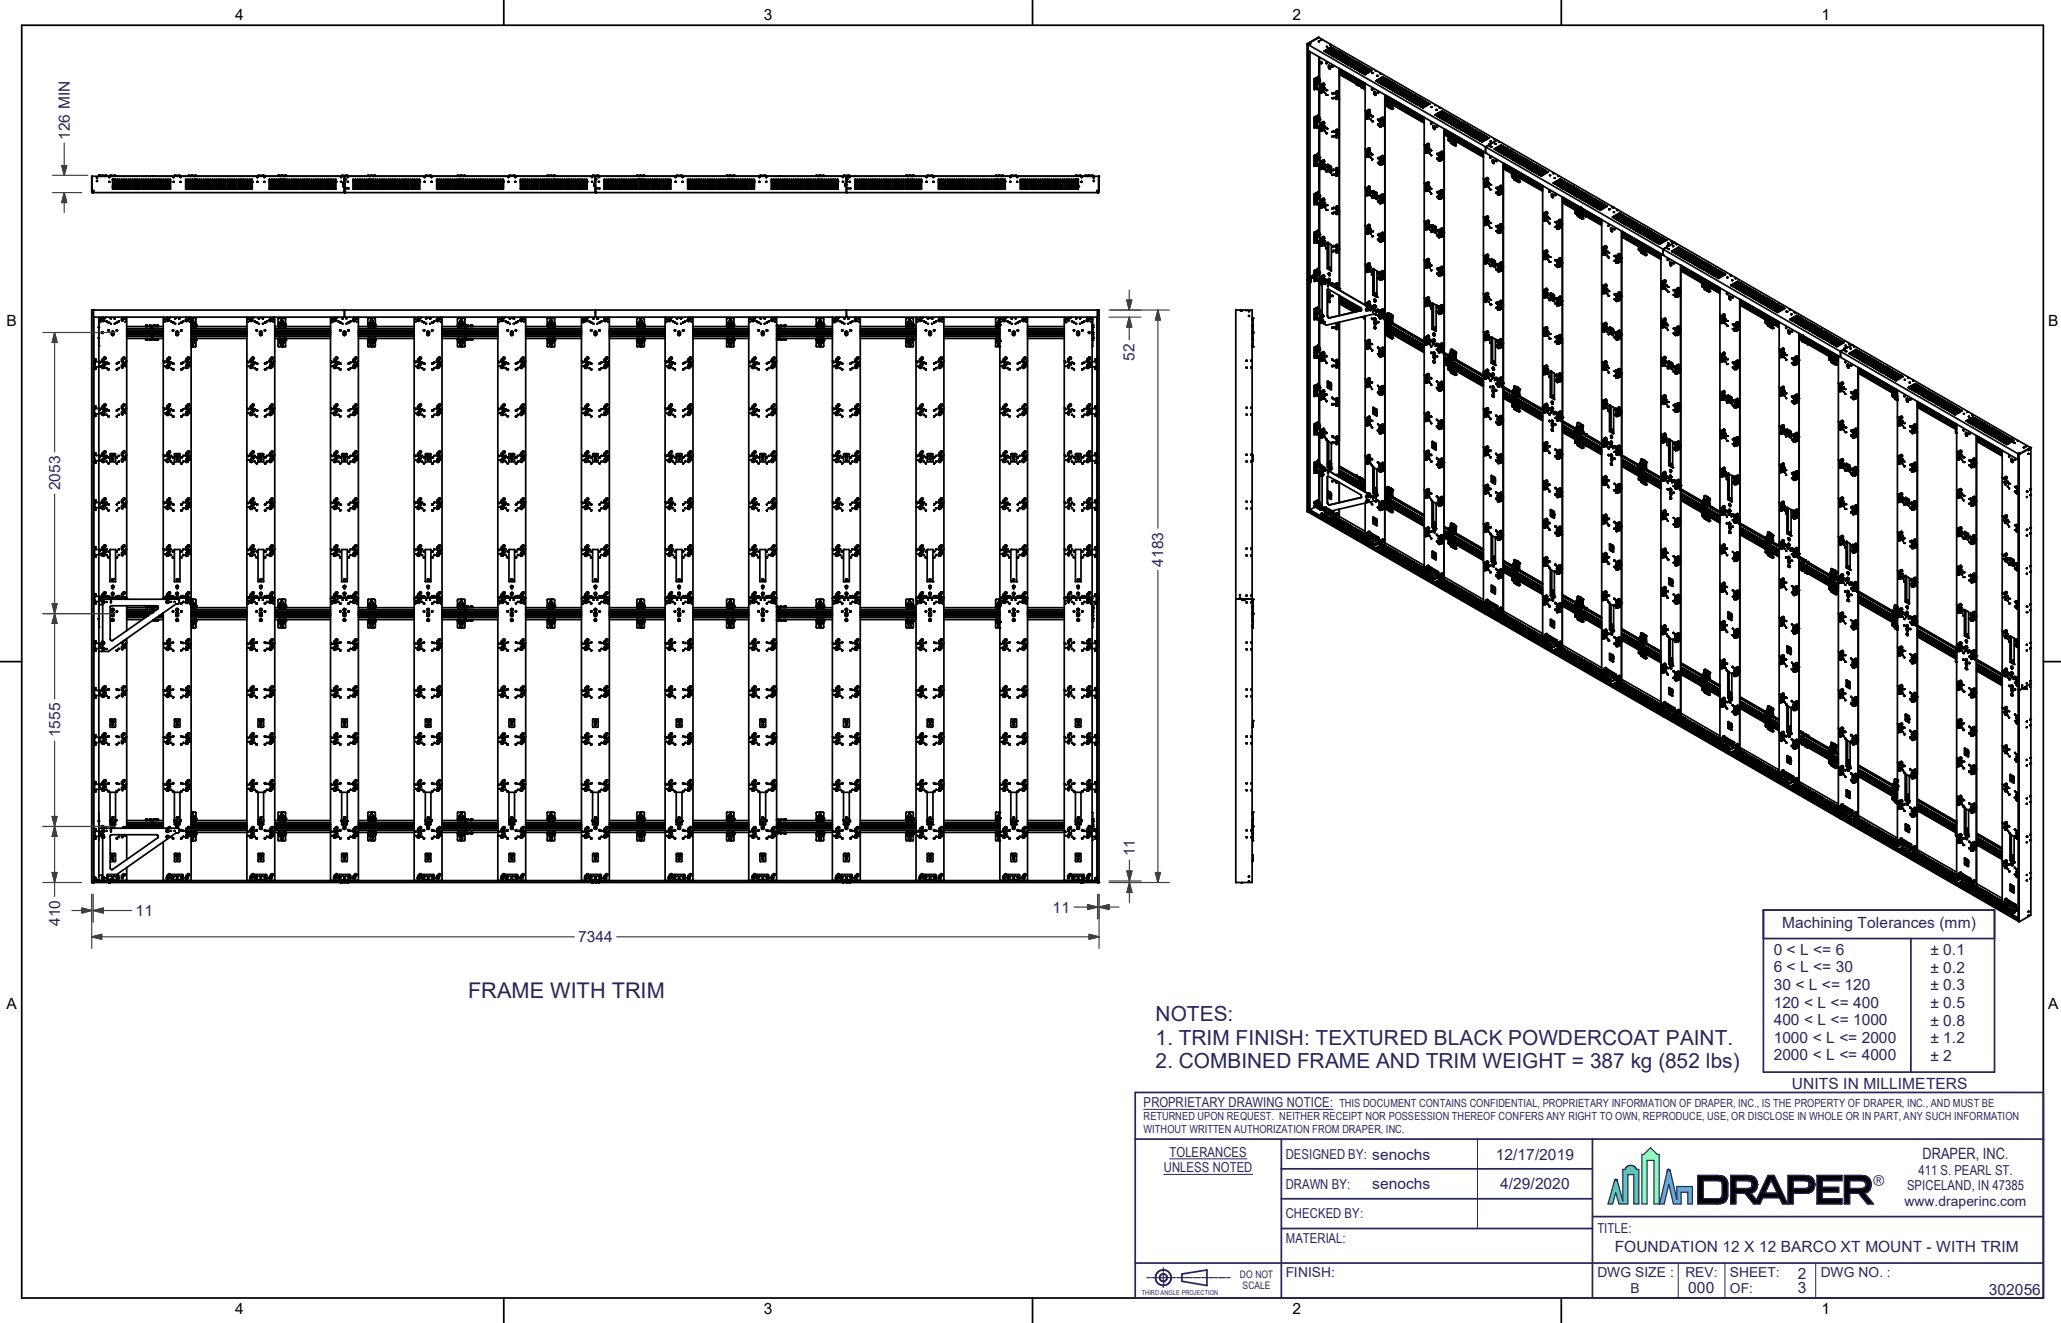 4 3 2 1
126 MIN
B B
52
2053
4183
1555
11
410
11
11
7344
FRAME WITH TRIM
A A
Machining Tolerances (mm)
0 < L <= 6 ± 0.1
6 < L <= 30 ± 0.2
30 < L <= 120 ± 0.3
120 < L <= 400 ± 0.5
400 < L <= 1000 ± 0.8
1000 < L <= 2000 ± 1.2
2000 < L <= 4000 ± 2
UNITS IN MILLIMETERS
NOTES:
1. TRIM FINISH: TEXTURED BLACK POWDERCOAT PAINT.
2. COMBINED FRAME AND TRIM WEIGHT = 387 kg (852 lbs)
PROPRIETARY DRAWING NOTICE: THIS DOCUMENT CONTAINS CONFIDENTIAL, PROPRIETARY INFORMATION OF DRAPER, INC., IS THE PROPERTY OF DRAPER, INC., AND MUST BE
RETURNED UPON REQUEST. NEITHER RECEIPT NOR POSSESSION THEREOF CONFERS ANY RIGHT TO OWN, REPRODUCE, USE, OR DISCLOSE IN WHOLE OR IN PART, ANY SUCH INFORMATION
WITHOUT WRITTEN AUTHORIZATION FROM DRAPER, INC.
TOLERANCES
UNLESS NOTED
DESIGNED BY: senochs 12/17/2019
DRAWN BY: senochs 4/29/2020
CHECKED BY:
MATERIAL:
FINISH:
DO NOT
SCALE
THIRD ANGLE PROJECTION
DRAPER®
DRAPER, INC.
411 S. PEARL ST.
SPICELAND, IN 47385
www.draperinc.com
TITLE:
FOUNDATION 12 X 12 BARCO XT MOUNT - WITH TRIM
DWG SIZE : REV: SHEET: 2 DWG NO. :
B 000 OF: 3 302056
4 3 2 1